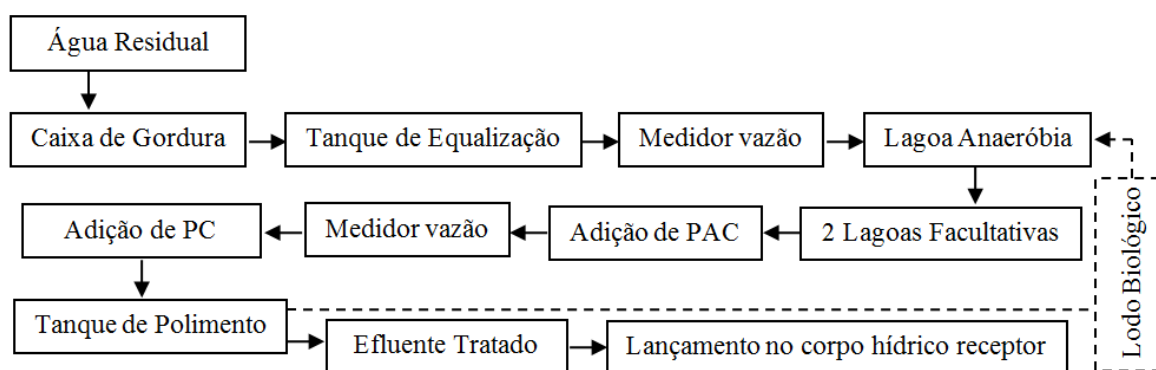 Água Residual
Caixa de Gordura
Tanque de Equalização
Medidor vazão
Lagoa Anaeróbia
2 Lagoas Facultativas
Adição de PAC
Medidor vazão
Adição de PC
Tanque de Polimento
Efluente Tratado
Lançamento no corpo hídrico receptor
Lodo Biológico